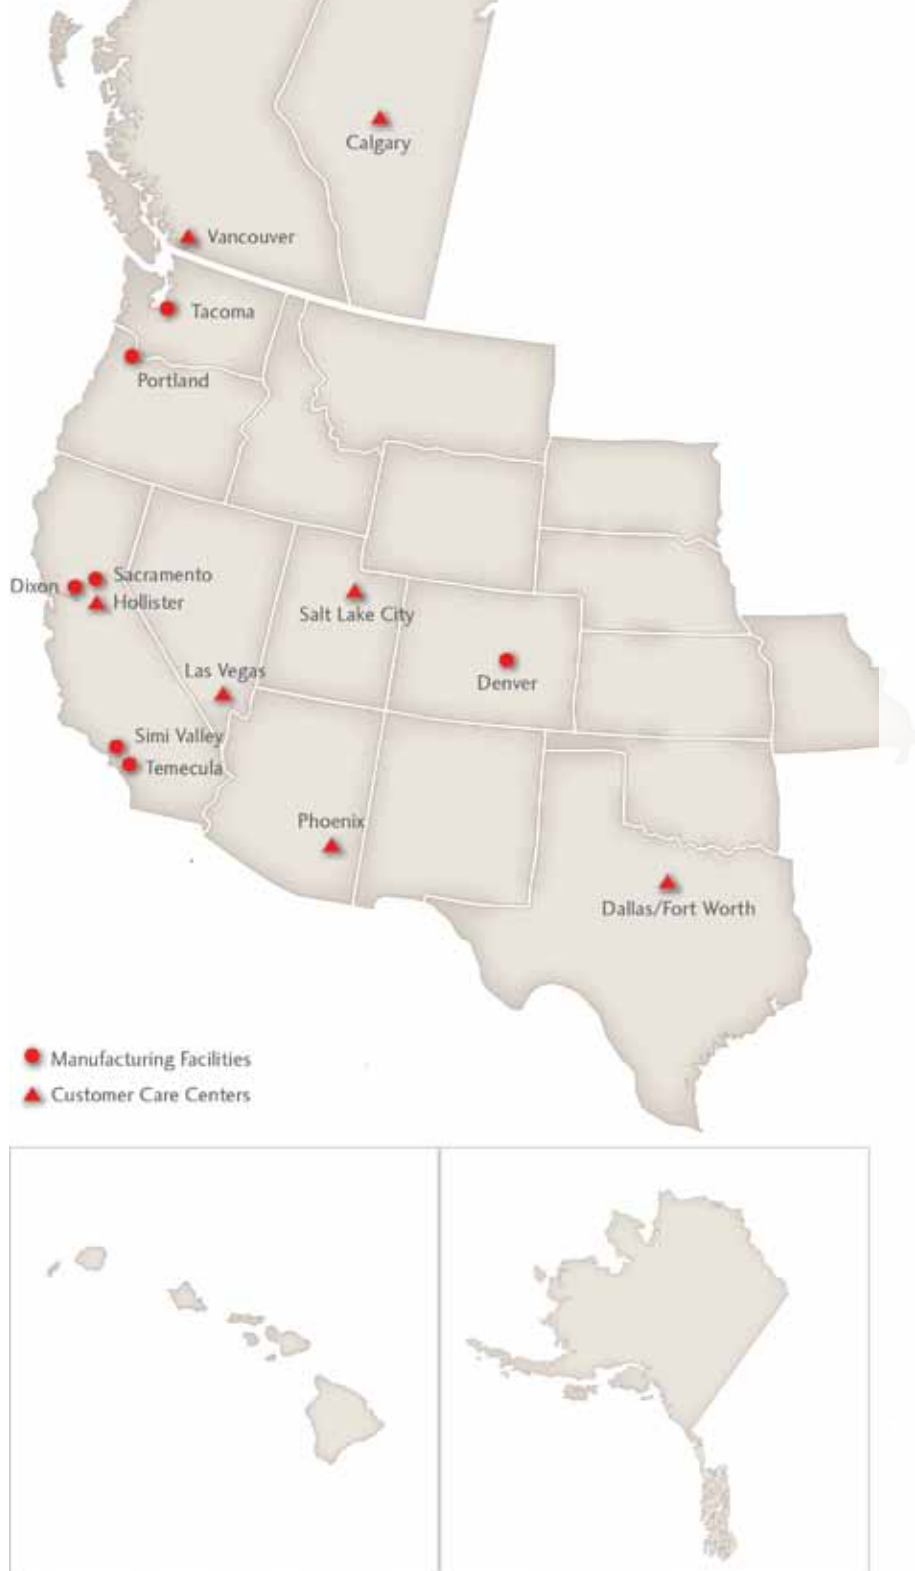 Calgary
Vancouver
Tacoma
Portland
Dixon
Sacramento
Hollister
Salt Lake City
Las Vegas
Denver
Simi Valley
Temecula
Phoenix
Dallas/Fort Worth
Manufacturing Facilities
Customer Care Centers